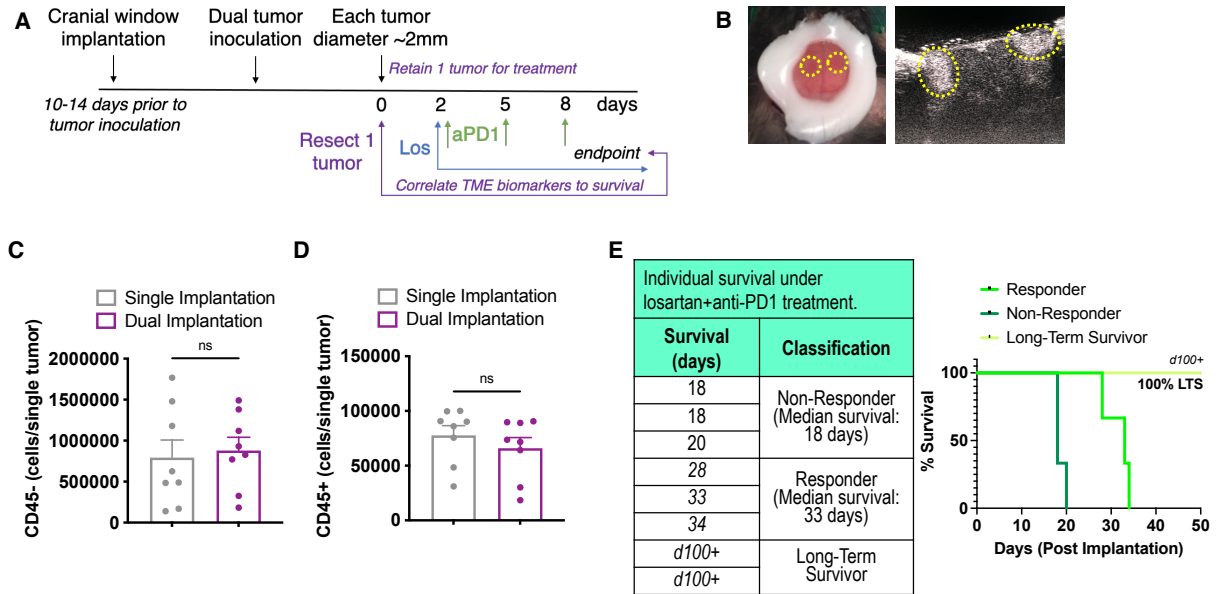 A
Cranial window
implantation
Dual tumor
inoculation
Each tumor
diameter ~2mm
Retain 1 tumor for treatment
10-14 days prior to
tumor inoculation
0
2
5
8
days
Resect 1
tumor
Los
aPD1
endpoint
Correlate TME biomarkers to survival
B
C
Single Implantation
Dual Implantation
CD45- (cells/single tumor)
2000000
1500000
1000000
500000
0
ns
D
Single Implantation
Dual Implantation
CD45+ (cells/single tumor)
150000
100000
50000
0
ns
E
Individual survival under
losartan+anti-PD1 treatment.
Survival
(days)
Classification
18
18
20
Non-Responder
(Median survival:
18 days)
28
33
34
Responder
(Median survival:
33 days)
d100+
d100+
Long-Term
Survivor
Responder
Non-Responder
Long-Term Survivor
d100+
100% LTS
% Survival
100
50
0
0 10 20 30 40 50
Days (Post Implantation)